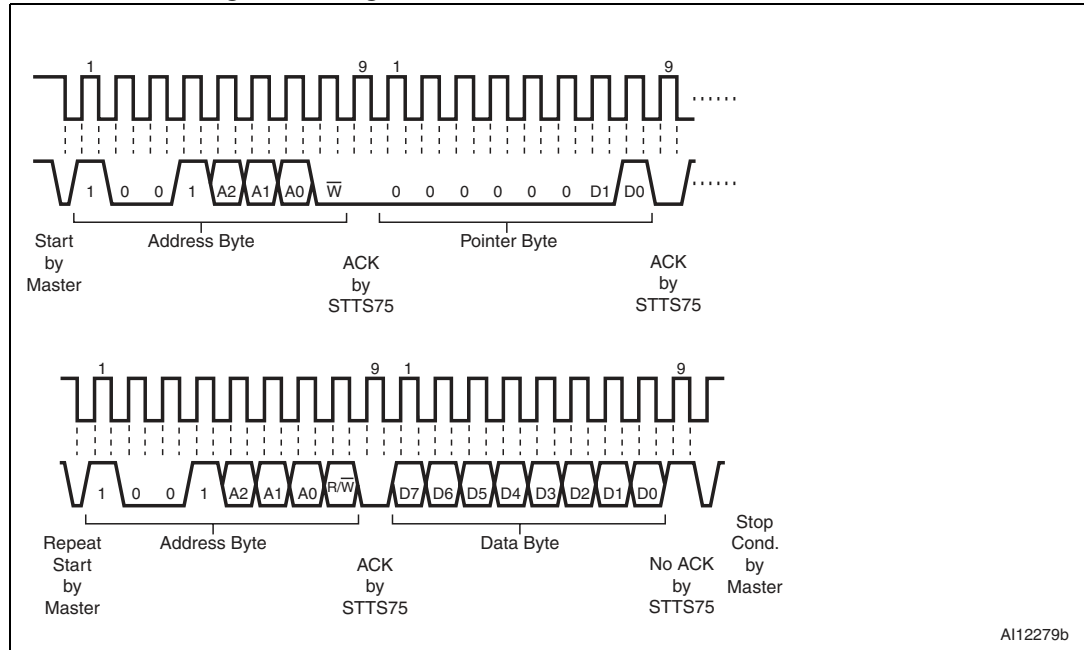 1 9 1 9
1 0 0 1 A2 A1 A0 W̅ 0 0 0 0 0 0 D1 D0
Start
by
Master
Address Byte
ACK
by
STTS75
Pointer Byte
ACK
by
STTS75
1 9 1 9
1 0 0 1 A2 A1 A0 R/W̅ D7 D6 D5 D4 D3 D2 D1 D0
Repeat
Start
by
Master
Address Byte
ACK
by
STTS75
Data Byte
No ACK
by
STTS75
Stop
Cond.
by
Master
AI12279b